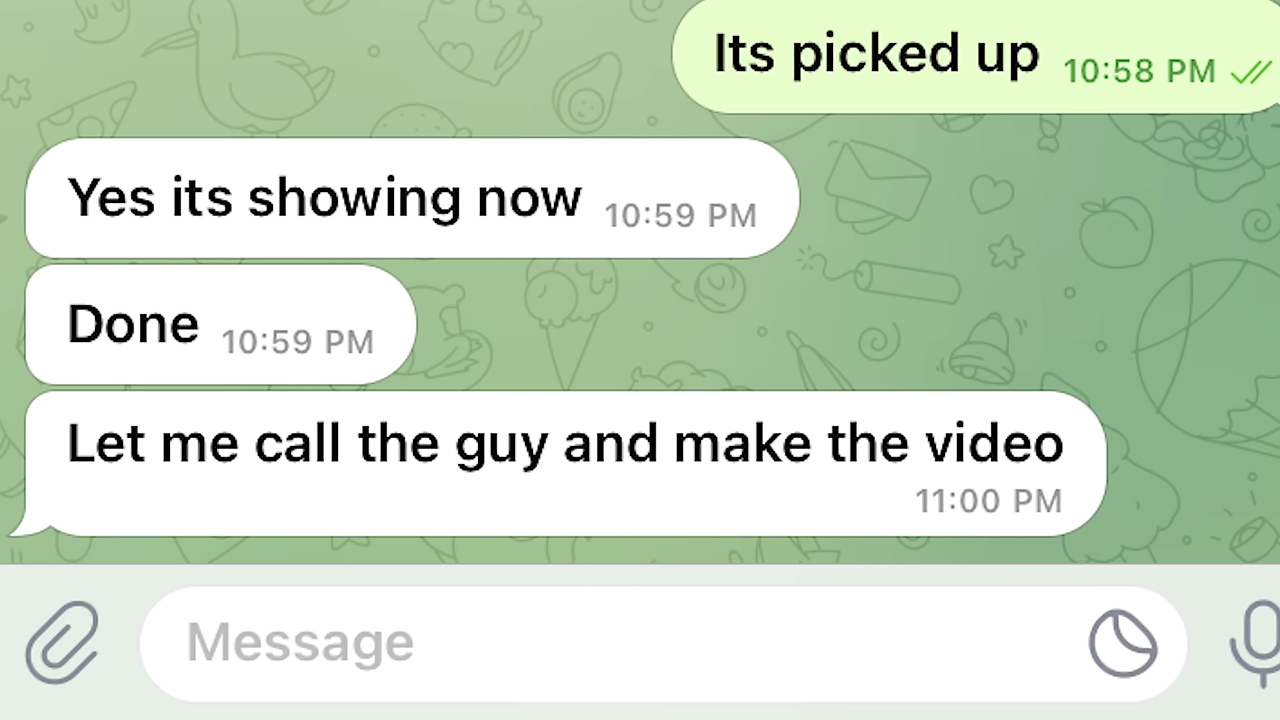 Its picked up 10:58 PM
Yes its showing now 10:59 PM
Done 10:59 PM
Let me call the guy and make the video
11:00 PM
Message